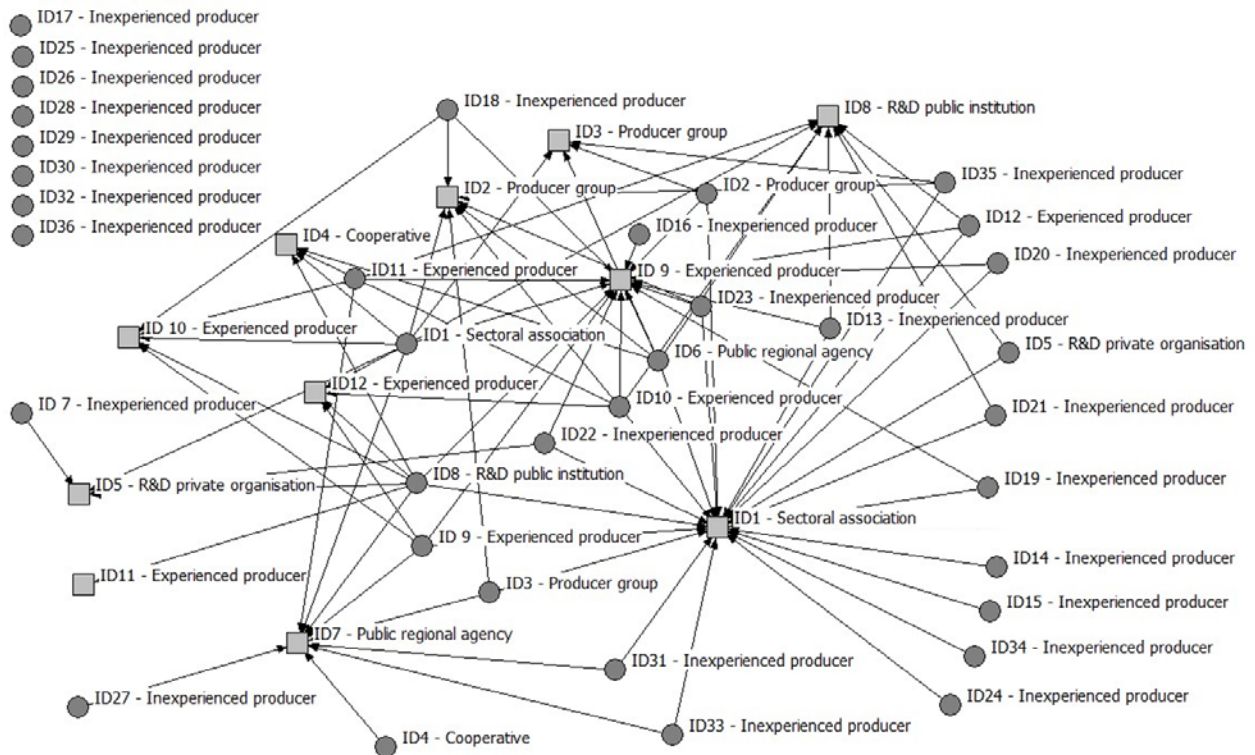 ID17 - Inexperienced producer
ID25 - Inexperienced producer
ID26 - Inexperienced producer
ID28 - Inexperienced producer
ID29 - Inexperienced producer
ID30 - Inexperienced producer
ID32 - Inexperienced producer
ID36 - Inexperienced producer
ID18 - Inexperienced producer
ID8 - R&D public institution
ID3 - Producer group
ID35 - Inexperienced producer
ID2 - Producer group
ID2 - Producer group
ID12 - Experienced producer
ID16 - Inexperienced producer
ID4 - Cooperative
ID20 - Inexperienced producer
ID11 - Experienced producer
ID 9 - Experienced producer
ID23 - Inexperienced producer
ID13 - Inexperienced producer
ID 10 - Experienced producer
ID1 - Sectoral association
ID6 - Public regional agency
ID5 - R&D private organisation
ID12 - Experienced producer
ID10 - Experienced producer
ID 7 - Inexperienced producer
ID21 - Inexperienced producer
ID22 - Inexperienced producer
ID5 - R&D private organisation
ID8 - R&D public institution
ID19 - Inexperienced producer
ID1 - Sectoral association
ID 9 - Experienced producer
ID14 - Inexperienced producer
ID11 - Experienced producer
ID3 - Producer group
ID15 - Inexperienced producer
ID7 - Public regional agency
ID34 - Inexperienced producer
ID31 - Inexperienced producer
ID27 - Inexperienced producer
ID24 - Inexperienced producer
ID33 - Inexperienced producer
ID4 - Cooperative